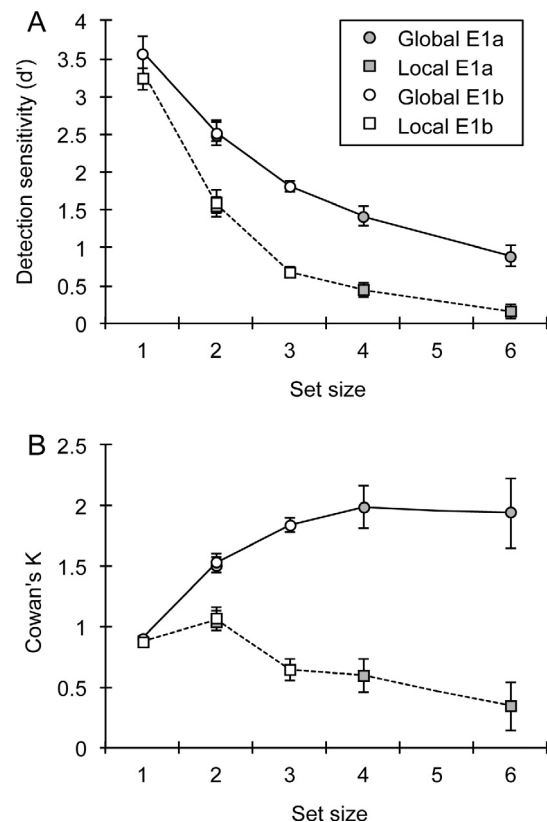 A
Detection sensitivity (d')
4
3.5
3
2.5
2
1.5
1
0.5
0
Global E1a
Local E1a
Global E1b
Local E1b
1 2 3 4 5 6
Set size
B
Cowan's K
2.5
2
1.5
1
0.5
0
1 2 3 4 5 6
Set size